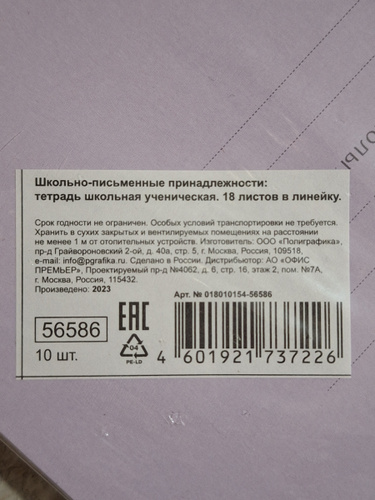 Школьно-письменные принадлежности:
тетрадь школьная ученическая. 18 листов в линейку.
Срок годности не ограничен. Особых условий транспортировки не требуется.
Хранить в сухих закрытых и вентилируемых помещениях на расстоянии
не менее 1 м от отопительных устройств. Изготовитель: ООО «Полиграфика»,
пр-д Грайвороновский 2-ой, д. 40а, стр. 5, г. Москва, Россия, 109518,
e-mail: info@pgrafika.ru. Сделано в России. Дистрибьютор: АО «ОФИС
ПРЕМЬЕР», Проектируемый пр-д №4062, д. 6, стр. 16, этаж 2, пом. №7А,
г. Москва, Россия, 115432.
Произведено: 2023
Арт. № 018010154-56586
56586
10 шт.
EAC
04
PE-LD
4 601921 737226